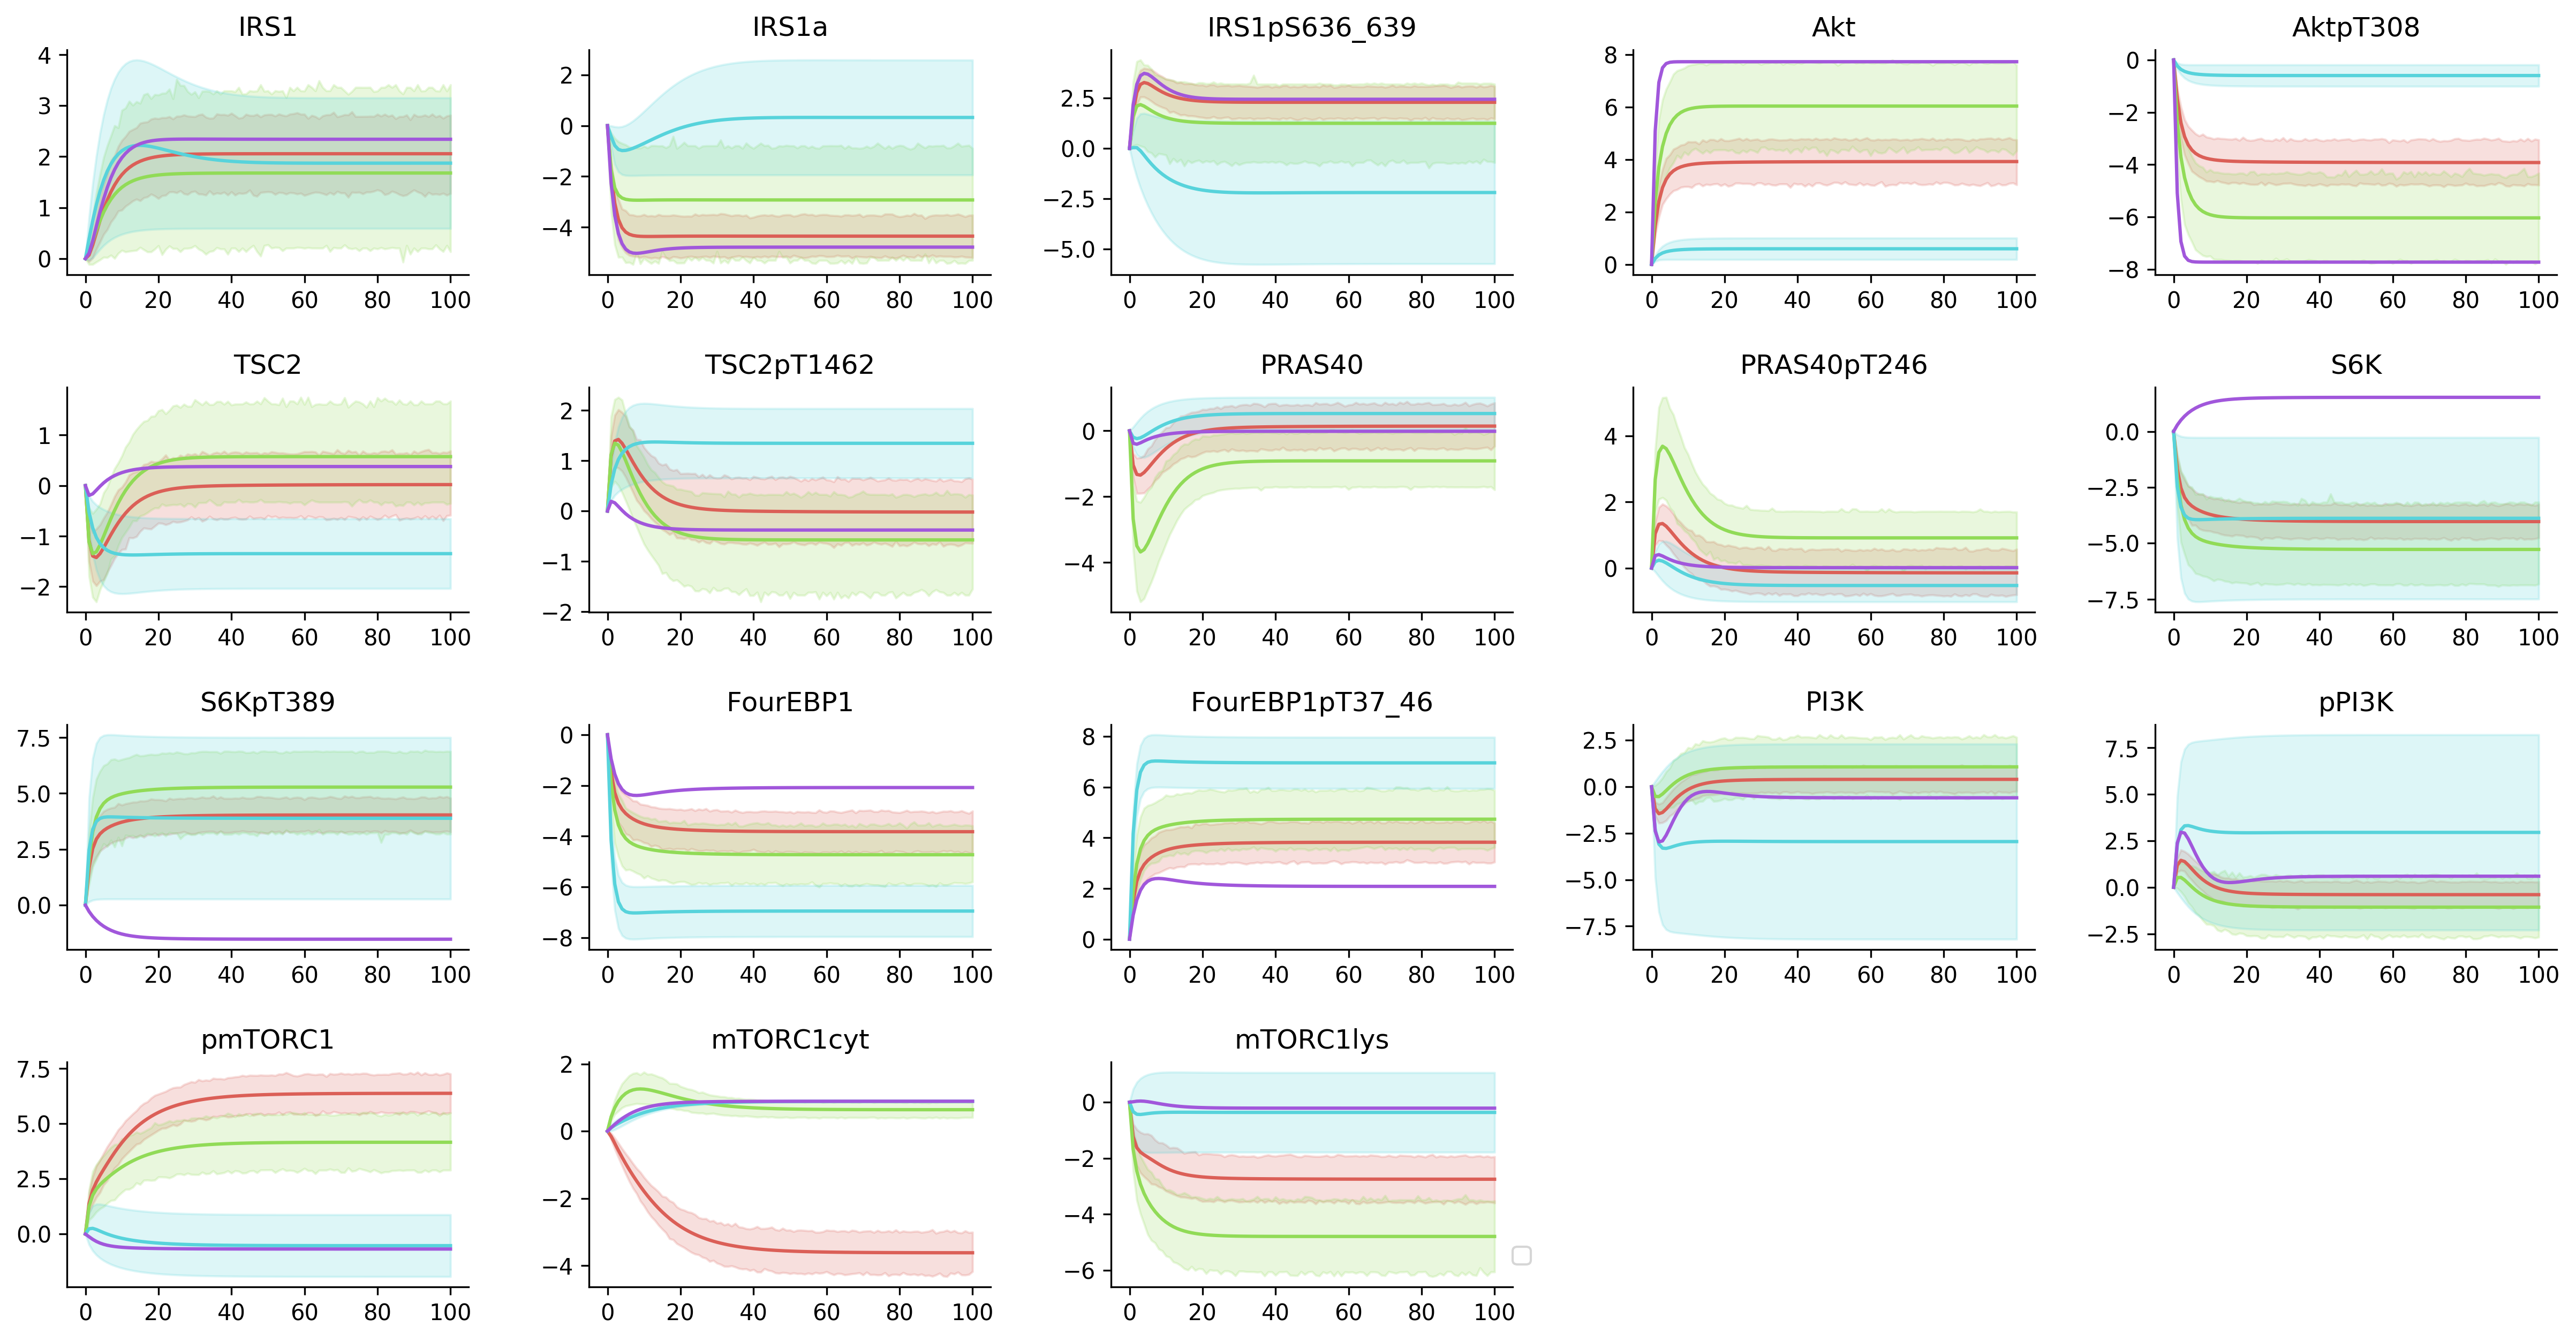 IRS1
IRS1a
IRS1pS636_639
Akt
AktpT308
4
3
2
1
0
0 20 40 60 80 100
2
0
−2
−4
0 20 40 60 80 100
2.5
0.0
−2.5
−5.0
0 20 40 60 80 100
8
6
4
2
0
0 20 40 60 80 100
0
−2
−4
−6
−8
0 20 40 60 80 100
TSC2
TSC2pT1462
PRAS40
PRAS40pT246
S6K
1
0
−1
−2
0 20 40 60 80 100
2
1
0
−1
−2
0 20 40 60 80 100
0
−2
−4
0 20 40 60 80 100
4
2
0
0 20 40 60 80 100
0.0
−2.5
−5.0
−7.5
0 20 40 60 80 100
S6KpT389
FourEBP1
FourEBP1pT37_46
PI3K
pPI3K
7.5
5.0
2.5
0.0
0 20 40 60 80 100
0
−2
−4
−6
−8
0 20 40 60 80 100
8
6
4
2
0
0 20 40 60 80 100
2.5
0.0
−2.5
−5.0
−7.5
0 20 40 60 80 100
7.5
5.0
2.5
0.0
−2.5
0 20 40 60 80 100
pmTORC1
mTORC1cyt
mTORC1lys
7.5
5.0
2.5
0.0
0 20 40 60 80 100
2
0
−2
−4
0 20 40 60 80 100
0
−2
−4
−6
0 20 40 60 80 100